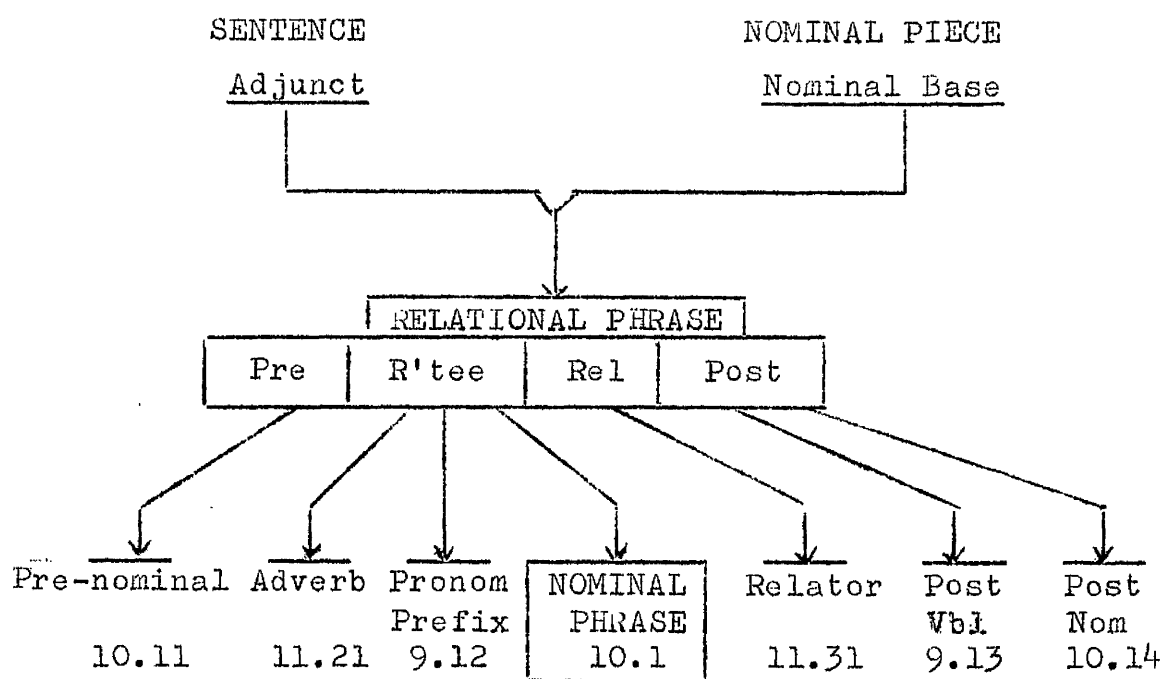 SENTENCE NOMINAL PIECE
Adjunct Nominal Base
RELATIONAL PHRASE
Pre R'tee Rel Post
Pre-nominal Adverb Pronom NOMINAL Relator Post Post
Prefix PHRASE Vbl Nom
10.11 11.21 9.12 10.1 11.31 9.13 10.14